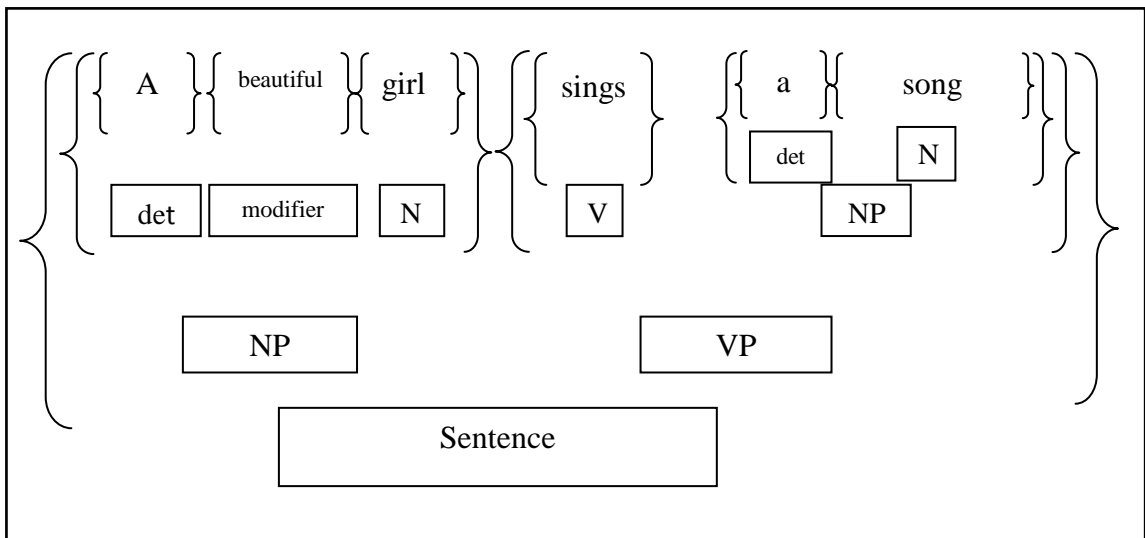 A beautiful girl sings a song
det N
det modifier N V NP
NP VP
Sentence